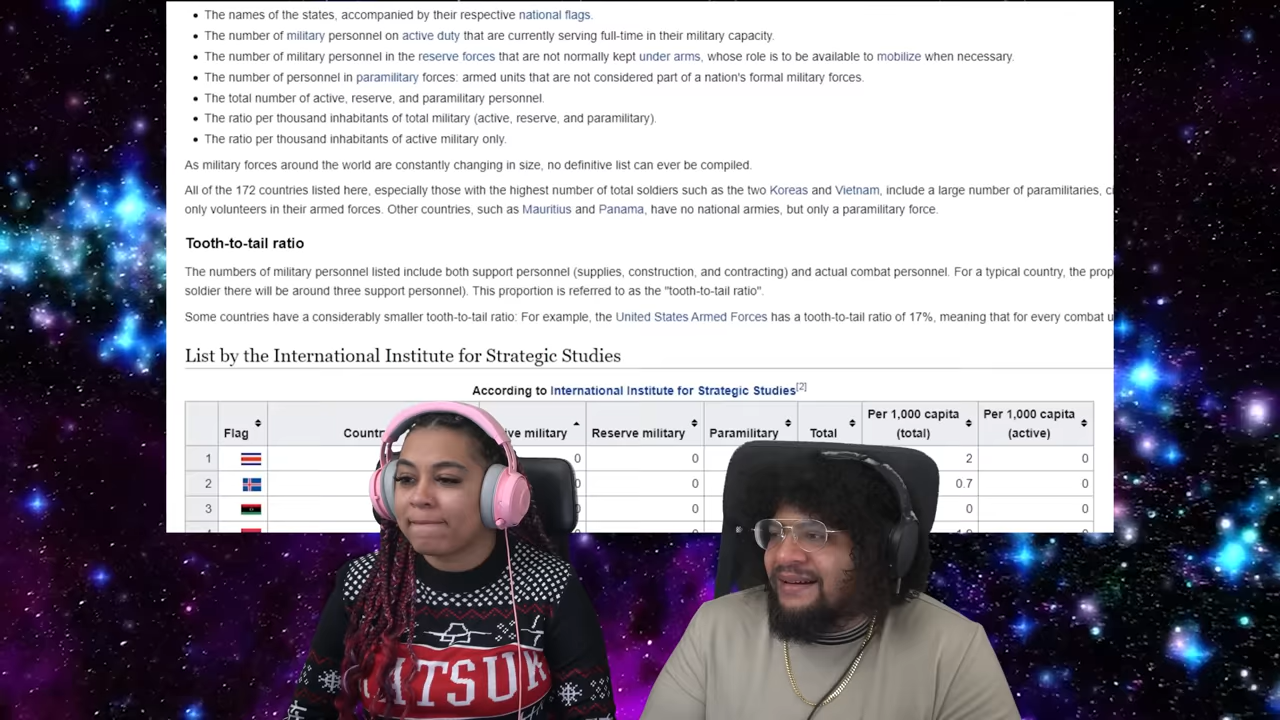 The names of the states, accompanied by their respective national flags.
The number of military personnel on active duty that are currently serving full-time in their military capacity.
The number of military personnel in the reserve forces that are not normally kept under arms, whose role is to be available to mobilize when necessary.
The number of personnel in paramilitary forces: armed units that are not considered part of a nation's formal military forces.
The total number of active, reserve, and paramilitary personnel.
The ratio per thousand inhabitants of total military (active, reserve, and paramilitary).
The ratio per thousand inhabitants of active military only.
As military forces around the world are constantly changing in size, no definitive list can ever be compiled.
All of the 172 countries listed here, especially those with the highest number of total soldiers such as the two Koreas and Vietnam, include a large number of paramilitaries,
only volunteers in their armed forces. Other countries, such as Mauritius and Panama, have no national armies, but only a paramilitary force.
Tooth-to-tail ratio
The numbers of military personnel listed include both support personnel (supplies, construction, and contracting) and actual combat personnel. For a typical country, the
soldier there will be around three support personnel). This proportion is referred to as the "tooth-to-tail ratio".
Some countries have a considerably smaller tooth-to-tail ratio: For example, the United States Armed Forces has a tooth-to-tail ratio of 17%, meaning that for every combat
List by the International Institute for Strategic Studies
According to International Institute for Strategic Studies[2]
Flag military Reserve military Paramilitary Total Per 1,000 capita (total) Per 1,000 capita (active)
1 0 0 2 0
2 0 0 0.7 0
3 0 0 0 0